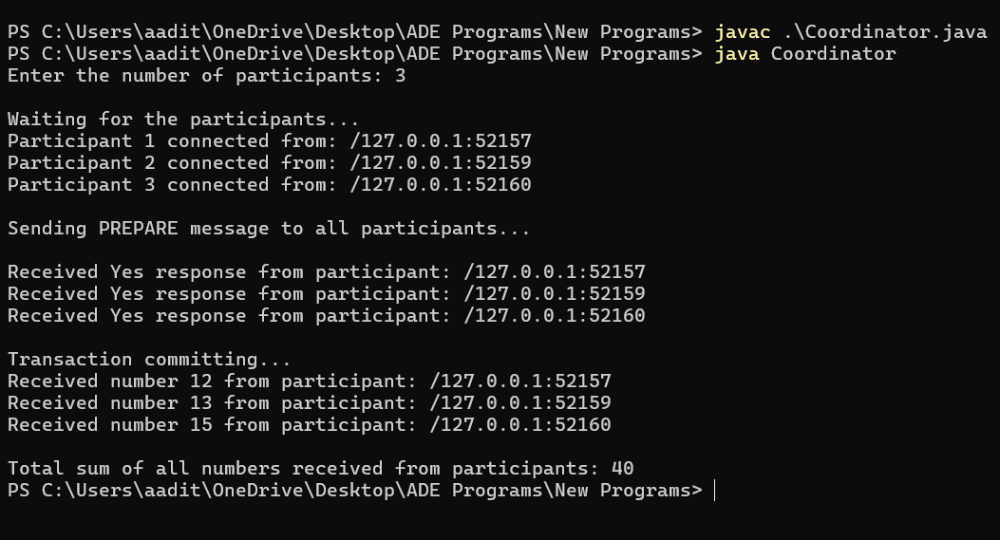 PS C:\Users\aadit\OneDrive\Desktop\ADE Programs\New Programs> javac .\Coordinator.java
PS C:\Users\aadit\OneDrive\Desktop\ADE Programs\New Programs> java Coordinator
Enter the number of participants: 3
Waiting for the participants...
Participant 1 connected from: /127.0.0.1:52157
Participant 2 connected from: /127.0.0.1:52159
Participant 3 connected from: /127.0.0.1:52160
Sending PREPARE message to all participants...
Received Yes response from participant: /127.0.0.1:52157
Received Yes response from participant: /127.0.0.1:52159
Received Yes response from participant: /127.0.0.1:52160
Transaction committing...
Received number 12 from participant: /127.0.0.1:52157
Received number 13 from participant: /127.0.0.1:52159
Received number 15 from participant: /127.0.0.1:52160
Total sum of all numbers received from participants: 40
PS C:\Users\aadit\OneDrive\Desktop\ADE Programs\New Programs>